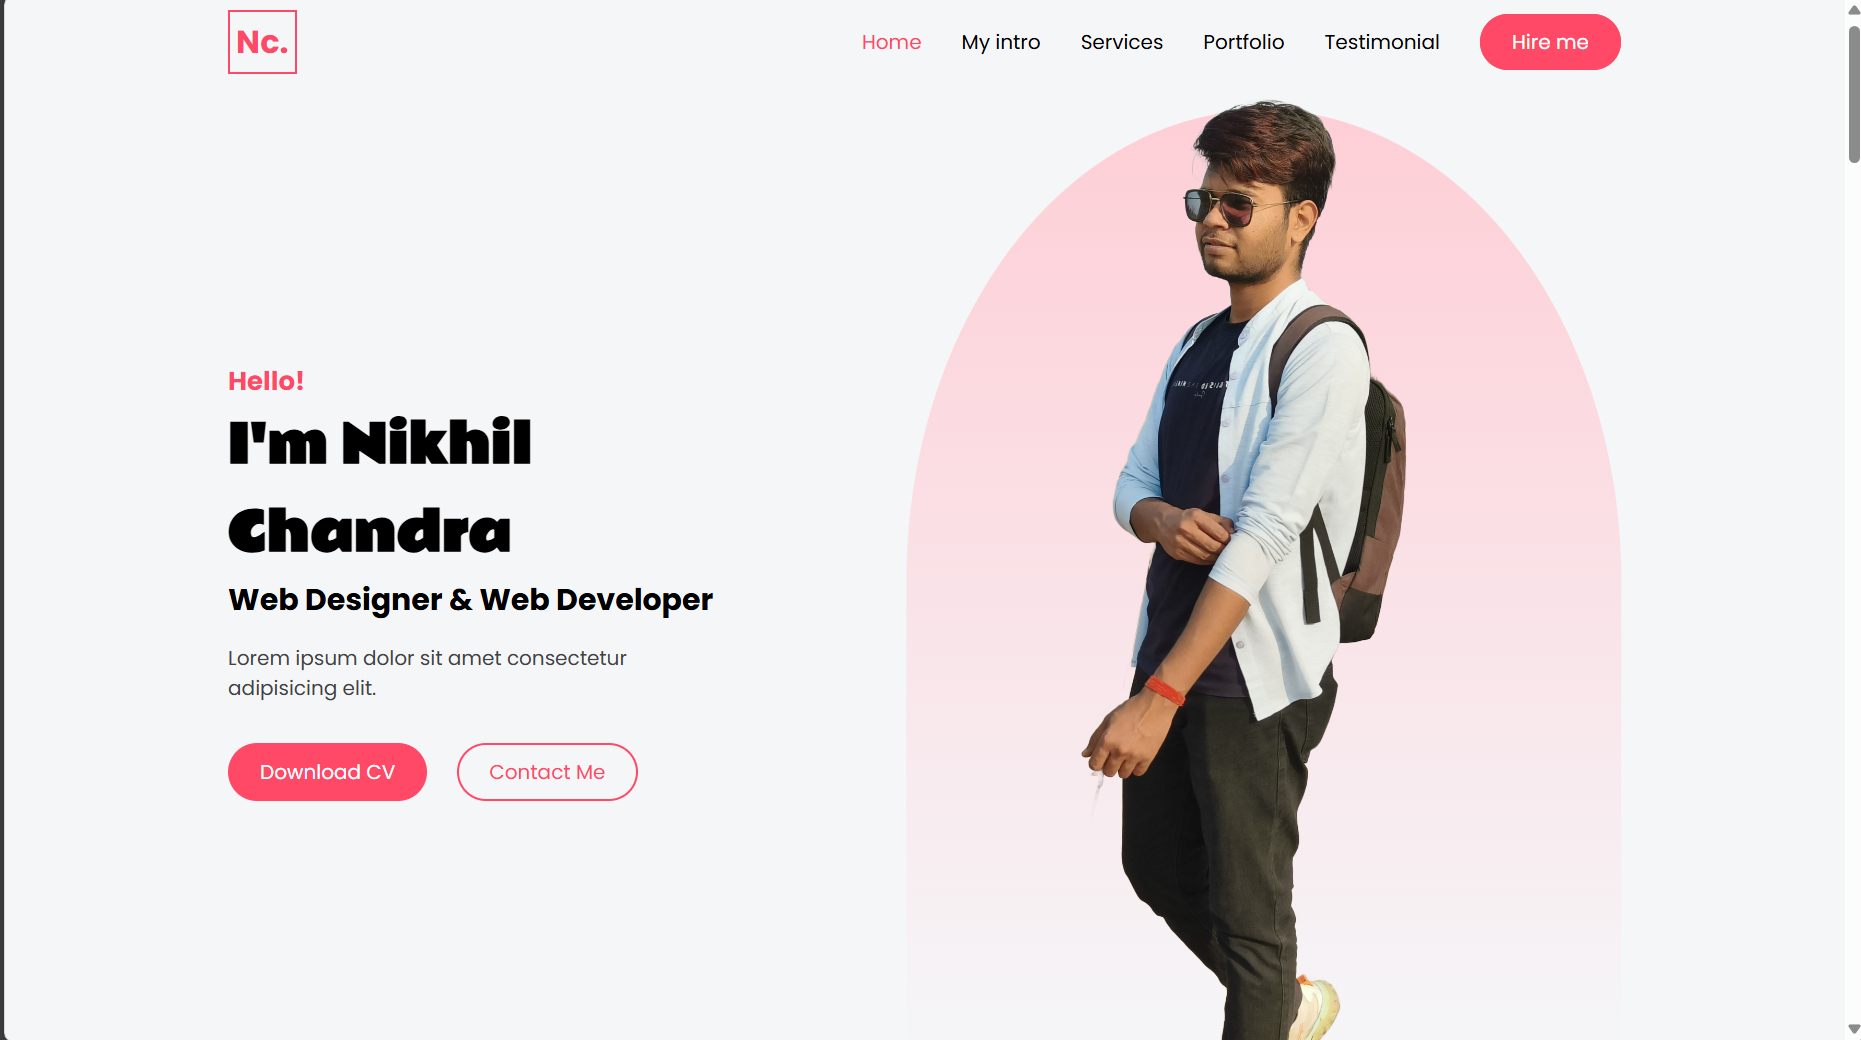 Nc.
Home My intro Services Portfolio Testimonial Hire me
Hello!
I'm Nikhil
Chandra
Web Designer & Web Developer
Lorem ipsum dolor sit amet consectetur
adipisicing elit.
Download CV Contact Me